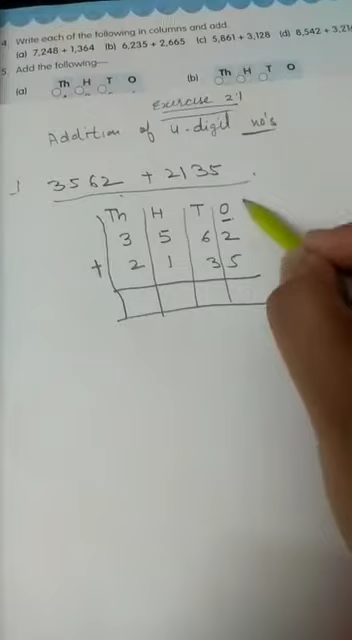 4. Write each of the following in columns and add.
(a) 7,248 + 1,364 (b) 6,235 + 2,665 (c) 5,861 + 3,128 (d) 8,542 + 3,21
5. Add the following—
(a) Th H T O (b) Th H T O
Exercise 2:1
Addition of 4-digit no's
3562 + 2135
Th H T O
3 5 6 2
+ 2 1 3 5